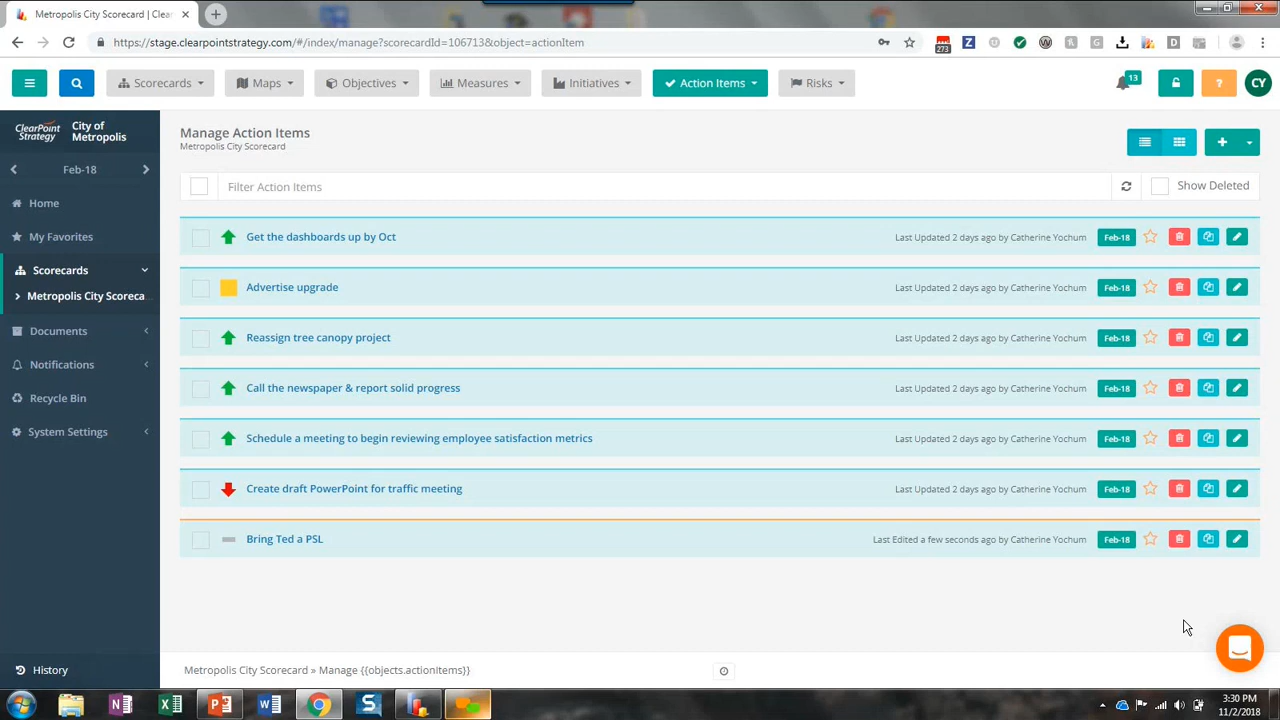 Metropolis City Scorecard | Clea
https://stage.clearpointstrategy.com/#/index/manage?scorecardId=106713&object=actionItem
273
Scorecards
Maps
Objectives
Measures
Initiatives
Action Items
Risks
13
?
CY
ClearPoint Strategy
City of Metropolis
Feb-18
Home
My Favorites
Scorecards
Metropolis City Scoreca...
Documents
Notifications
Recycle Bin
System Settings
History
Manage Action Items
Metropolis City Scorecard
Filter Action Items
Show Deleted
Get the dashboards up by Oct Last Updated 2 days ago by Catherine Yochum Feb-18
Advertise upgrade Last Updated 2 days ago by Catherine Yochum Feb-18
Reassign tree canopy project Last Updated 2 days ago by Catherine Yochum Feb-18
Call the newspaper & report solid progress Last Updated 2 days ago by Catherine Yochum Feb-18
Schedule a meeting to begin reviewing employee satisfaction metrics Last Updated 2 days ago by Catherine Yochum Feb-18
Create draft PowerPoint for traffic meeting Last Updated 2 days ago by Catherine Yochum Feb-18
Bring Ted a PSL Last Edited a few seconds ago by Catherine Yochum Feb-18
Metropolis City Scorecard » Manage {{objects.actionItems}}
3:30 PM
11/2/2018